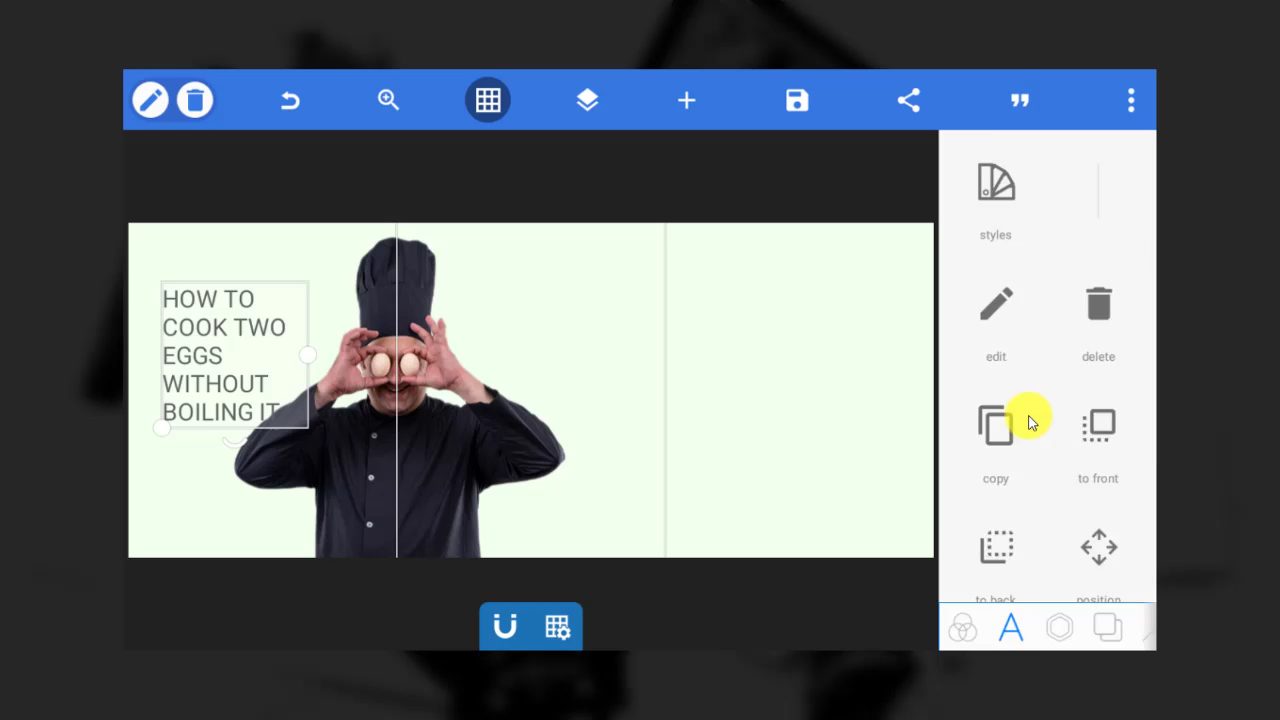 styles
HOW TO
COOK TWO
EGGS
WITHOUT
BOILING IT
edit
delete
copy
to front
to back
position